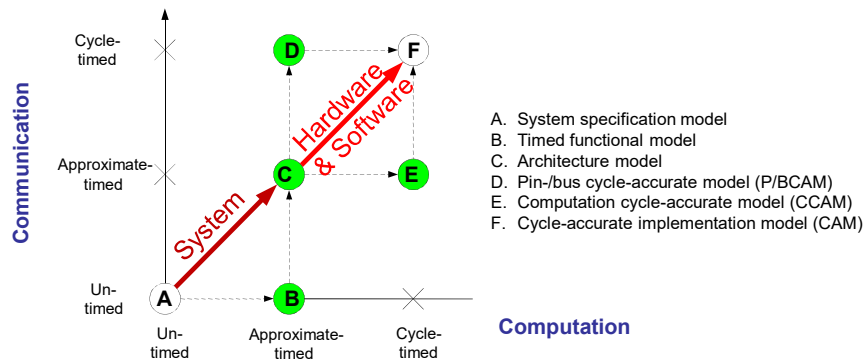 Communication
Cycle-
timed
Approximate-
timed
Un-
timed
D
F
Hardware
& Software
C
E
System
A
B
Un-
timed
Approximate-
timed
Cycle-
timed
Computation
A. System specification model
B. Timed functional model
C. Architecture model
D. Pin-/bus cycle-accurate model (P/BCAM)
E. Computation cycle-accurate model (CCAM)
F. Cycle-accurate implementation model (CAM)